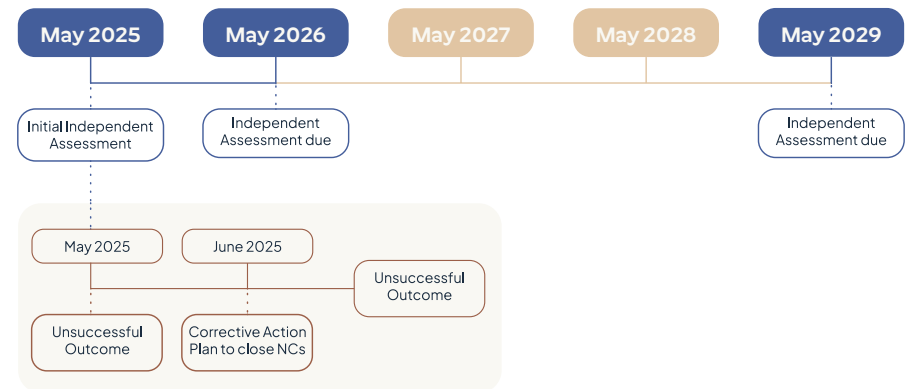 May 2025
May 2026
May 2027
May 2028
May 2029
Initial Independent
Assessment
Independent
Assessment due
Independent
Assessment due
May 2025
June 2025
Unsuccessful
Outcome
Unsuccessful
Outcome
Corrective Action
Plan to close NCs